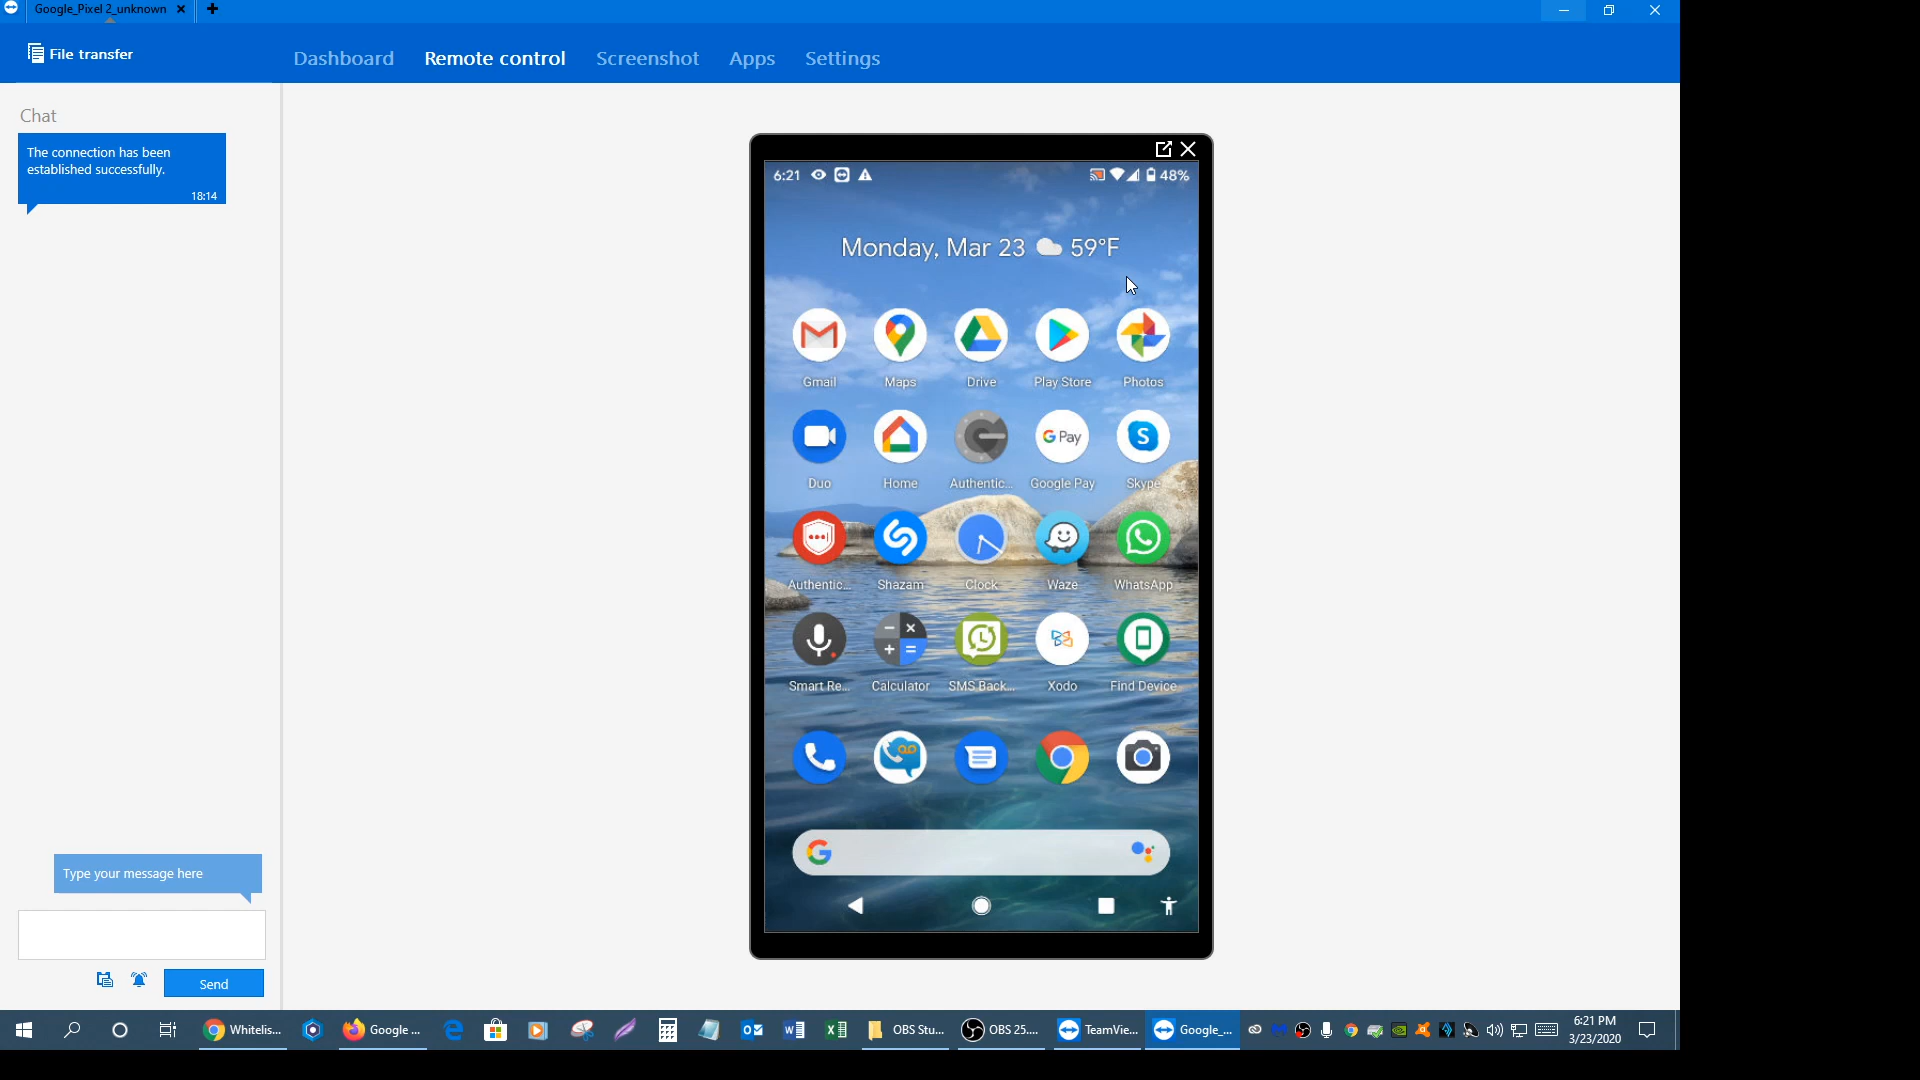 Google_Pixel 2_unknown
File transfer
Dashboard
Remote control
Screenshot
Apps
Settings
Chat
The connection has been
established successfully.
18:14
6:21
48%
Monday, Mar 23
59°F
Gmail
Maps
Drive
Play Store
Photos
G Pay
S
Duo
Home
Authentic...
Google Pay
Skype
Authentic...
Shazam
Clock
Waze
WhatsApp
Smart Re...
Calculator
SMS Back...
Xodo
Find Device
G
Type your message here
Send
Whitelis...
Google ...
OBS Stu...
OBS 25....
TeamVie...
Google_...
6:21 PM
3/23/2020